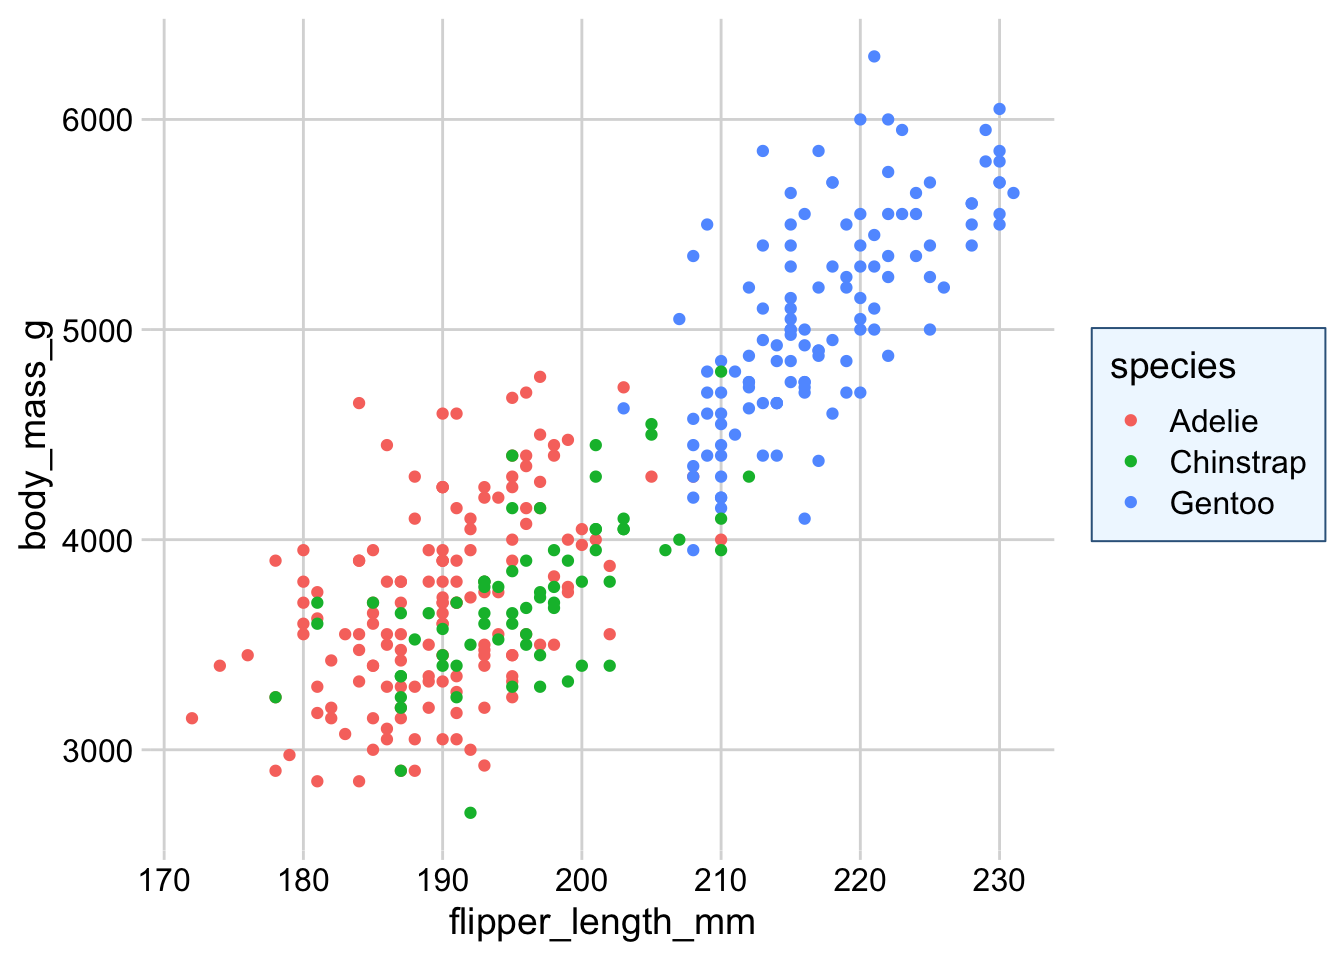 6000
5000
4000
3000
body_mass_g
170 180 190 200 210 220 230
flipper_length_mm
species
Adelie
Chinstrap
Gentoo